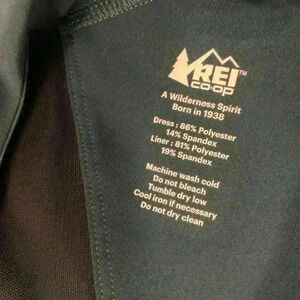 REI
co·op
™
A Wilderness Spirit
Born in 1938
Dress : 86% Polyester
14% Spandex
Liner : 81% Polyester
19% Spandex
Machine wash cold
Do not bleach
Tumble dry low
Cool iron if necessary
Do not dry clean